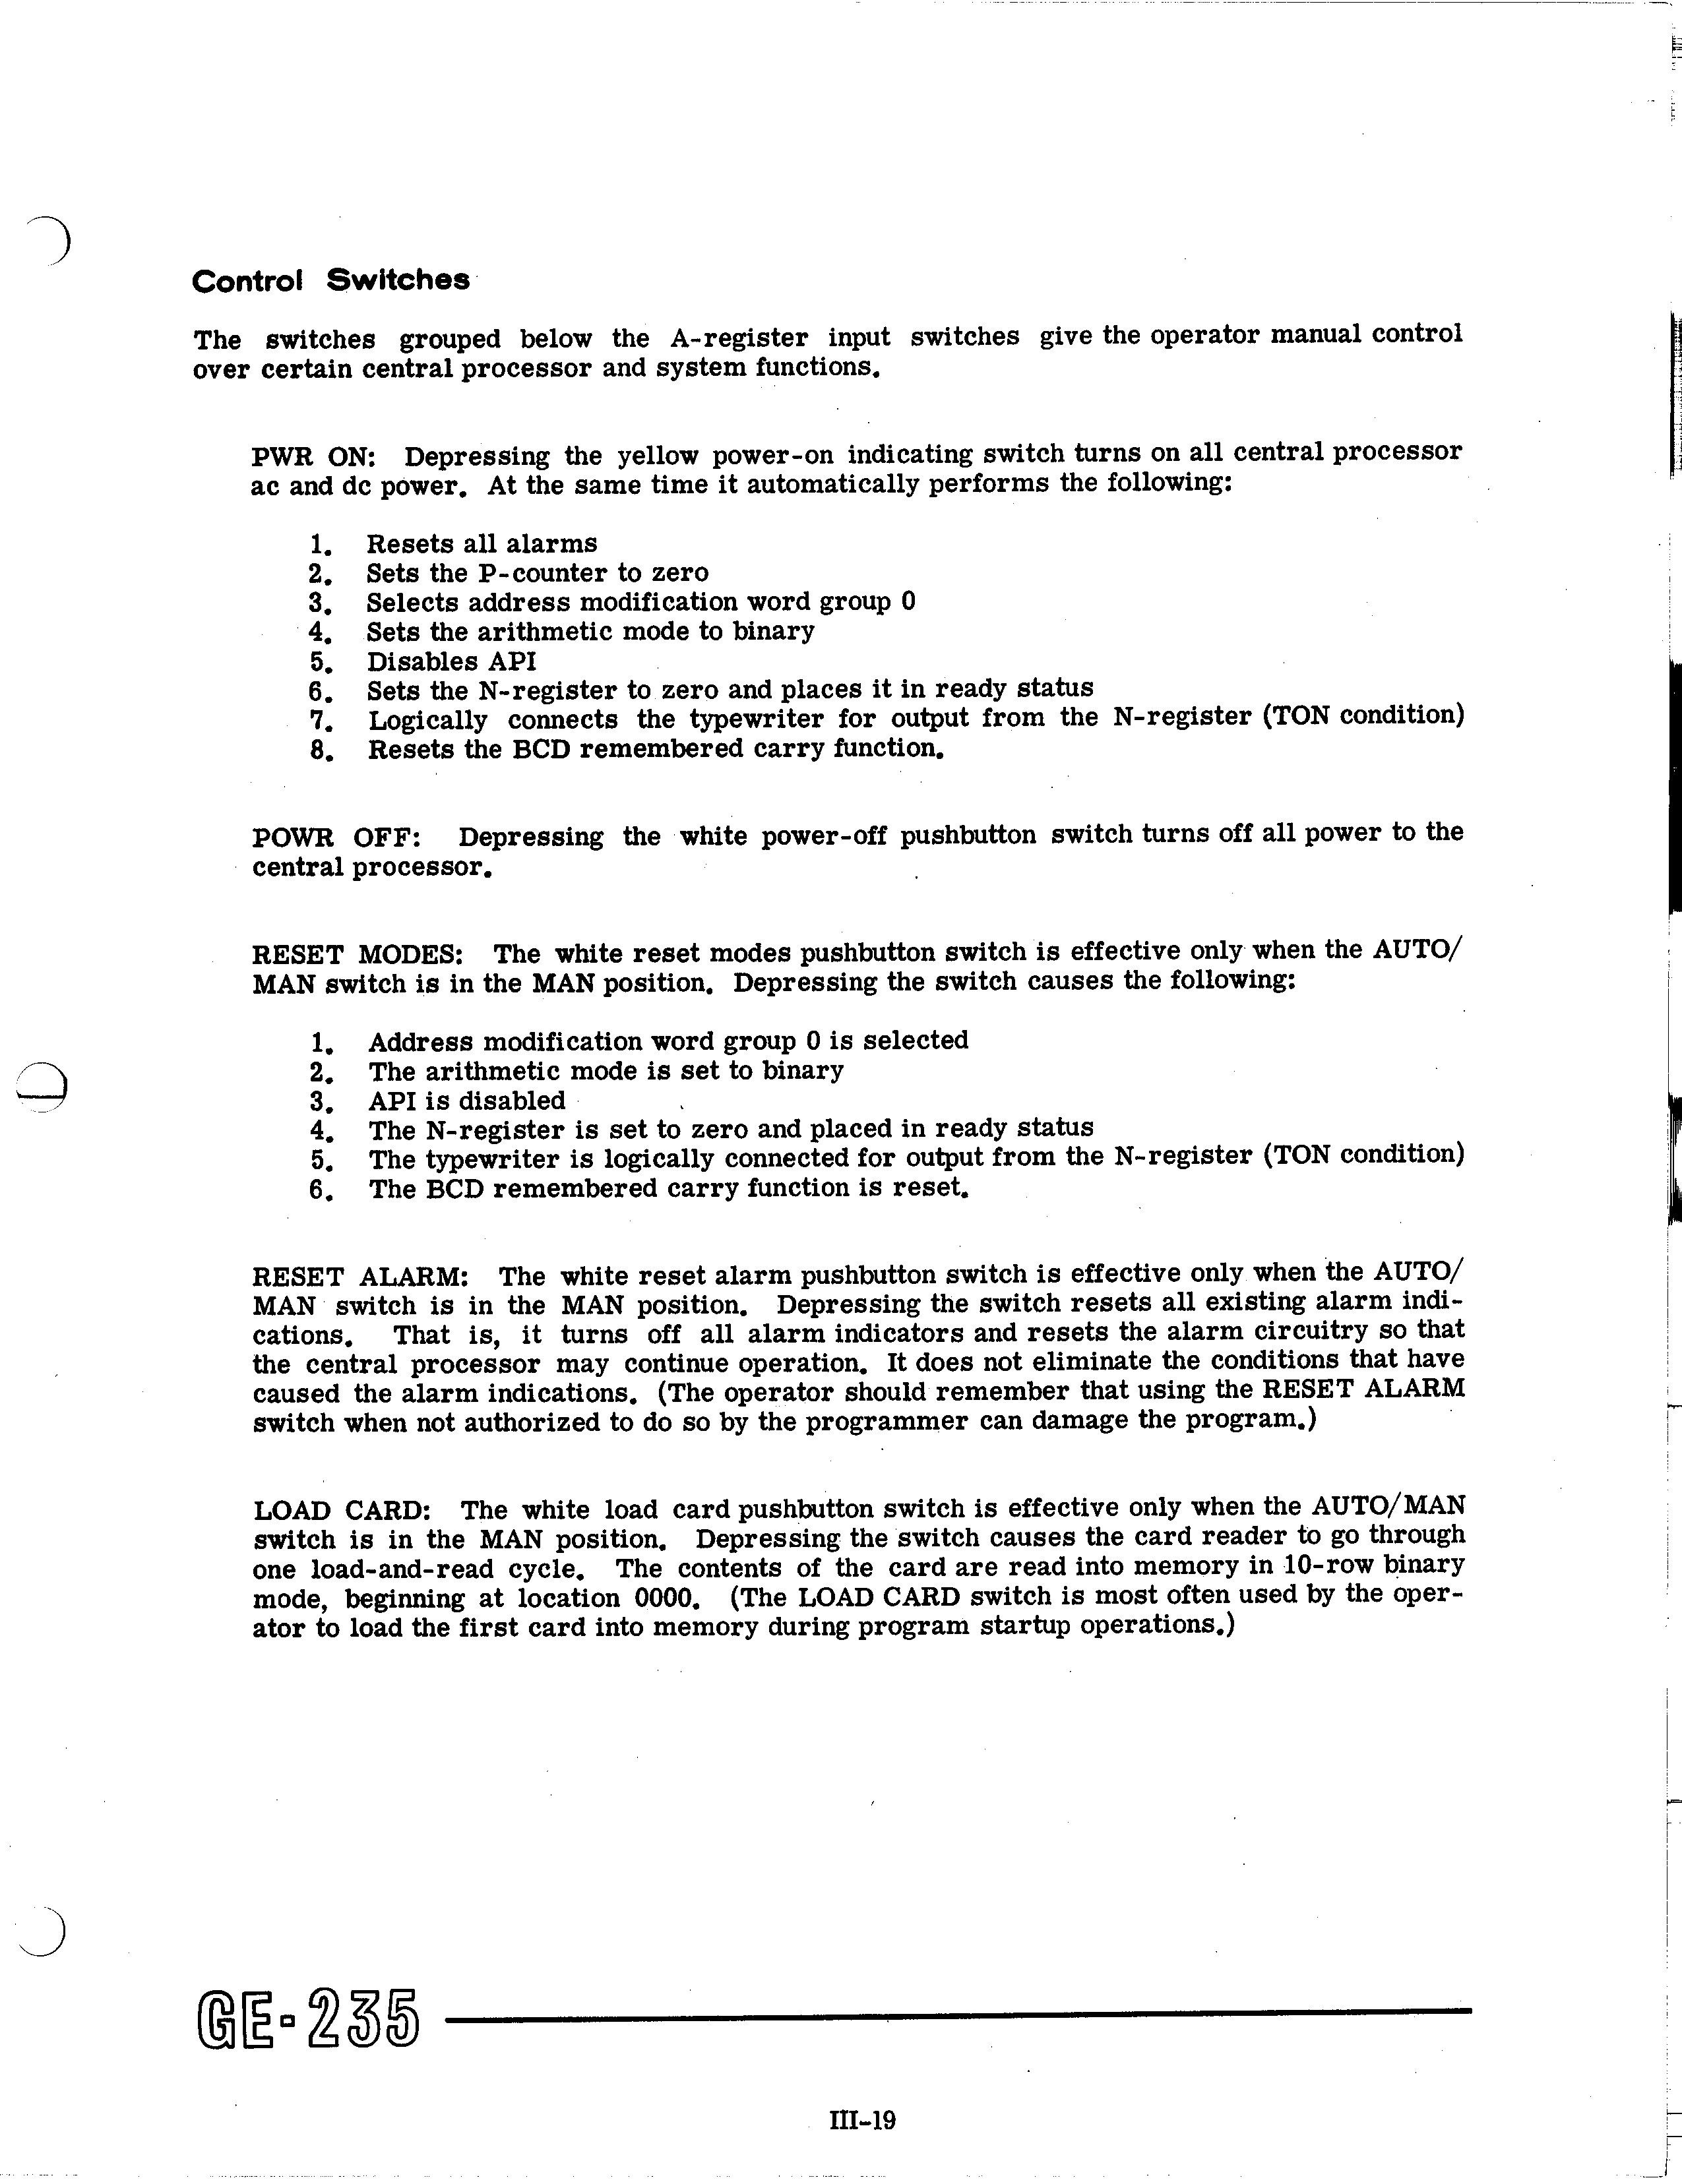 Control Switches
The switches grouped below the A-register input switches give the operator manual control
over certain central processor and system functions.
PWR ON: Depressing the yellow power-on indicating switch turns on all central processor
ac and dc power. At the same time it automatically performs the following:
1. Resets all alarms
2. Sets the P-counter to zero
3. Selects address modification word group 0
4. Sets the arithmetic mode to binary
5. Disables API
6. Sets the N-register to zero and places it in ready status
7. Logically connects the typewriter for output from the N-register (TON condition)
8. Resets the BCD remembered carry function.
POWR OFF: Depressing the white power-off pushbutton switch turns off all power to the
central processor.
RESET MODES: The white reset modes pushbutton switch is effective only when the AUTO/
MAN switch is in the MAN position. Depressing the switch causes the following:
1. Address modification word group 0 is selected
2. The arithmetic mode is set to binary
3. API is disabled
4. The N-register is set to zero and placed in ready status
5. The typewriter is logically connected for output from the N-register (TON condition)
6. The BCD remembered carry function is reset.
RESET ALARM: The white reset alarm pushbutton switch is effective only when the AUTO/
MAN switch is in the MAN position. Depressing the switch resets all existing alarm indi-
cations. That is, it turns off all alarm indicators and resets the alarm circuitry so that
the central processor may continue operation. It does not eliminate the conditions that have
caused the alarm indications. (The operator should remember that using the RESET ALARM
switch when not authorized to do so by the programmer can damage the program.)
LOAD CARD: The white load card pushbutton switch is effective only when the AUTO/MAN
switch is in the MAN position. Depressing the switch causes the card reader to go through
one load-and-read cycle. The contents of the card are read into memory in 10-row binary
mode, beginning at location 0000. (The LOAD CARD switch is most often used by the oper-
ator to load the first card into memory during program startup operations.)
GE-235
III-19